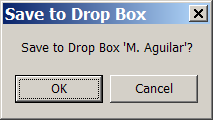 Save to Drop Box
Save to Drop Box 'M. Aguilar'?
OK
Cancel